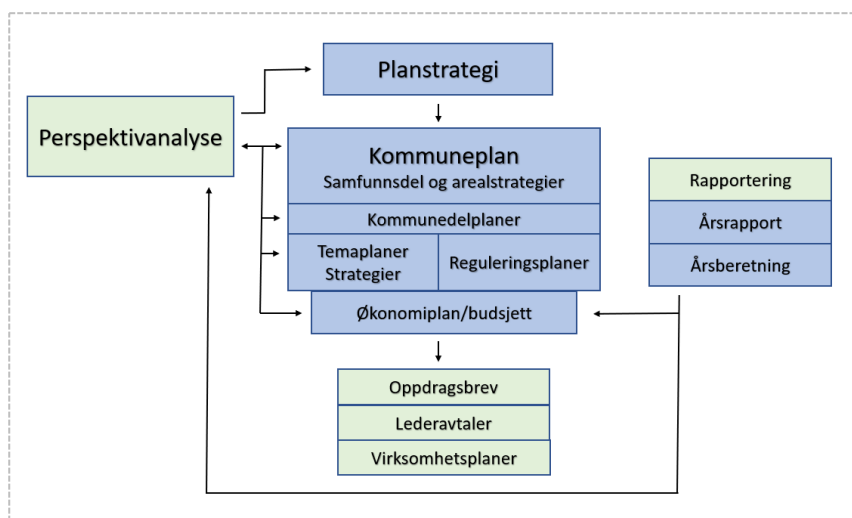 Planstrategi
Perspektivanalyse
Kommuneplan
Samfunnsdel og arealstrategier
Kommunedelplaner
Temaplaner
Strategier
Reguleringsplaner
Økonomiplan/budsjett
Rapportering
Årsrapport
Årsberetning
Oppdragsbrev
Lederavtaler
Virksomhetsplaner